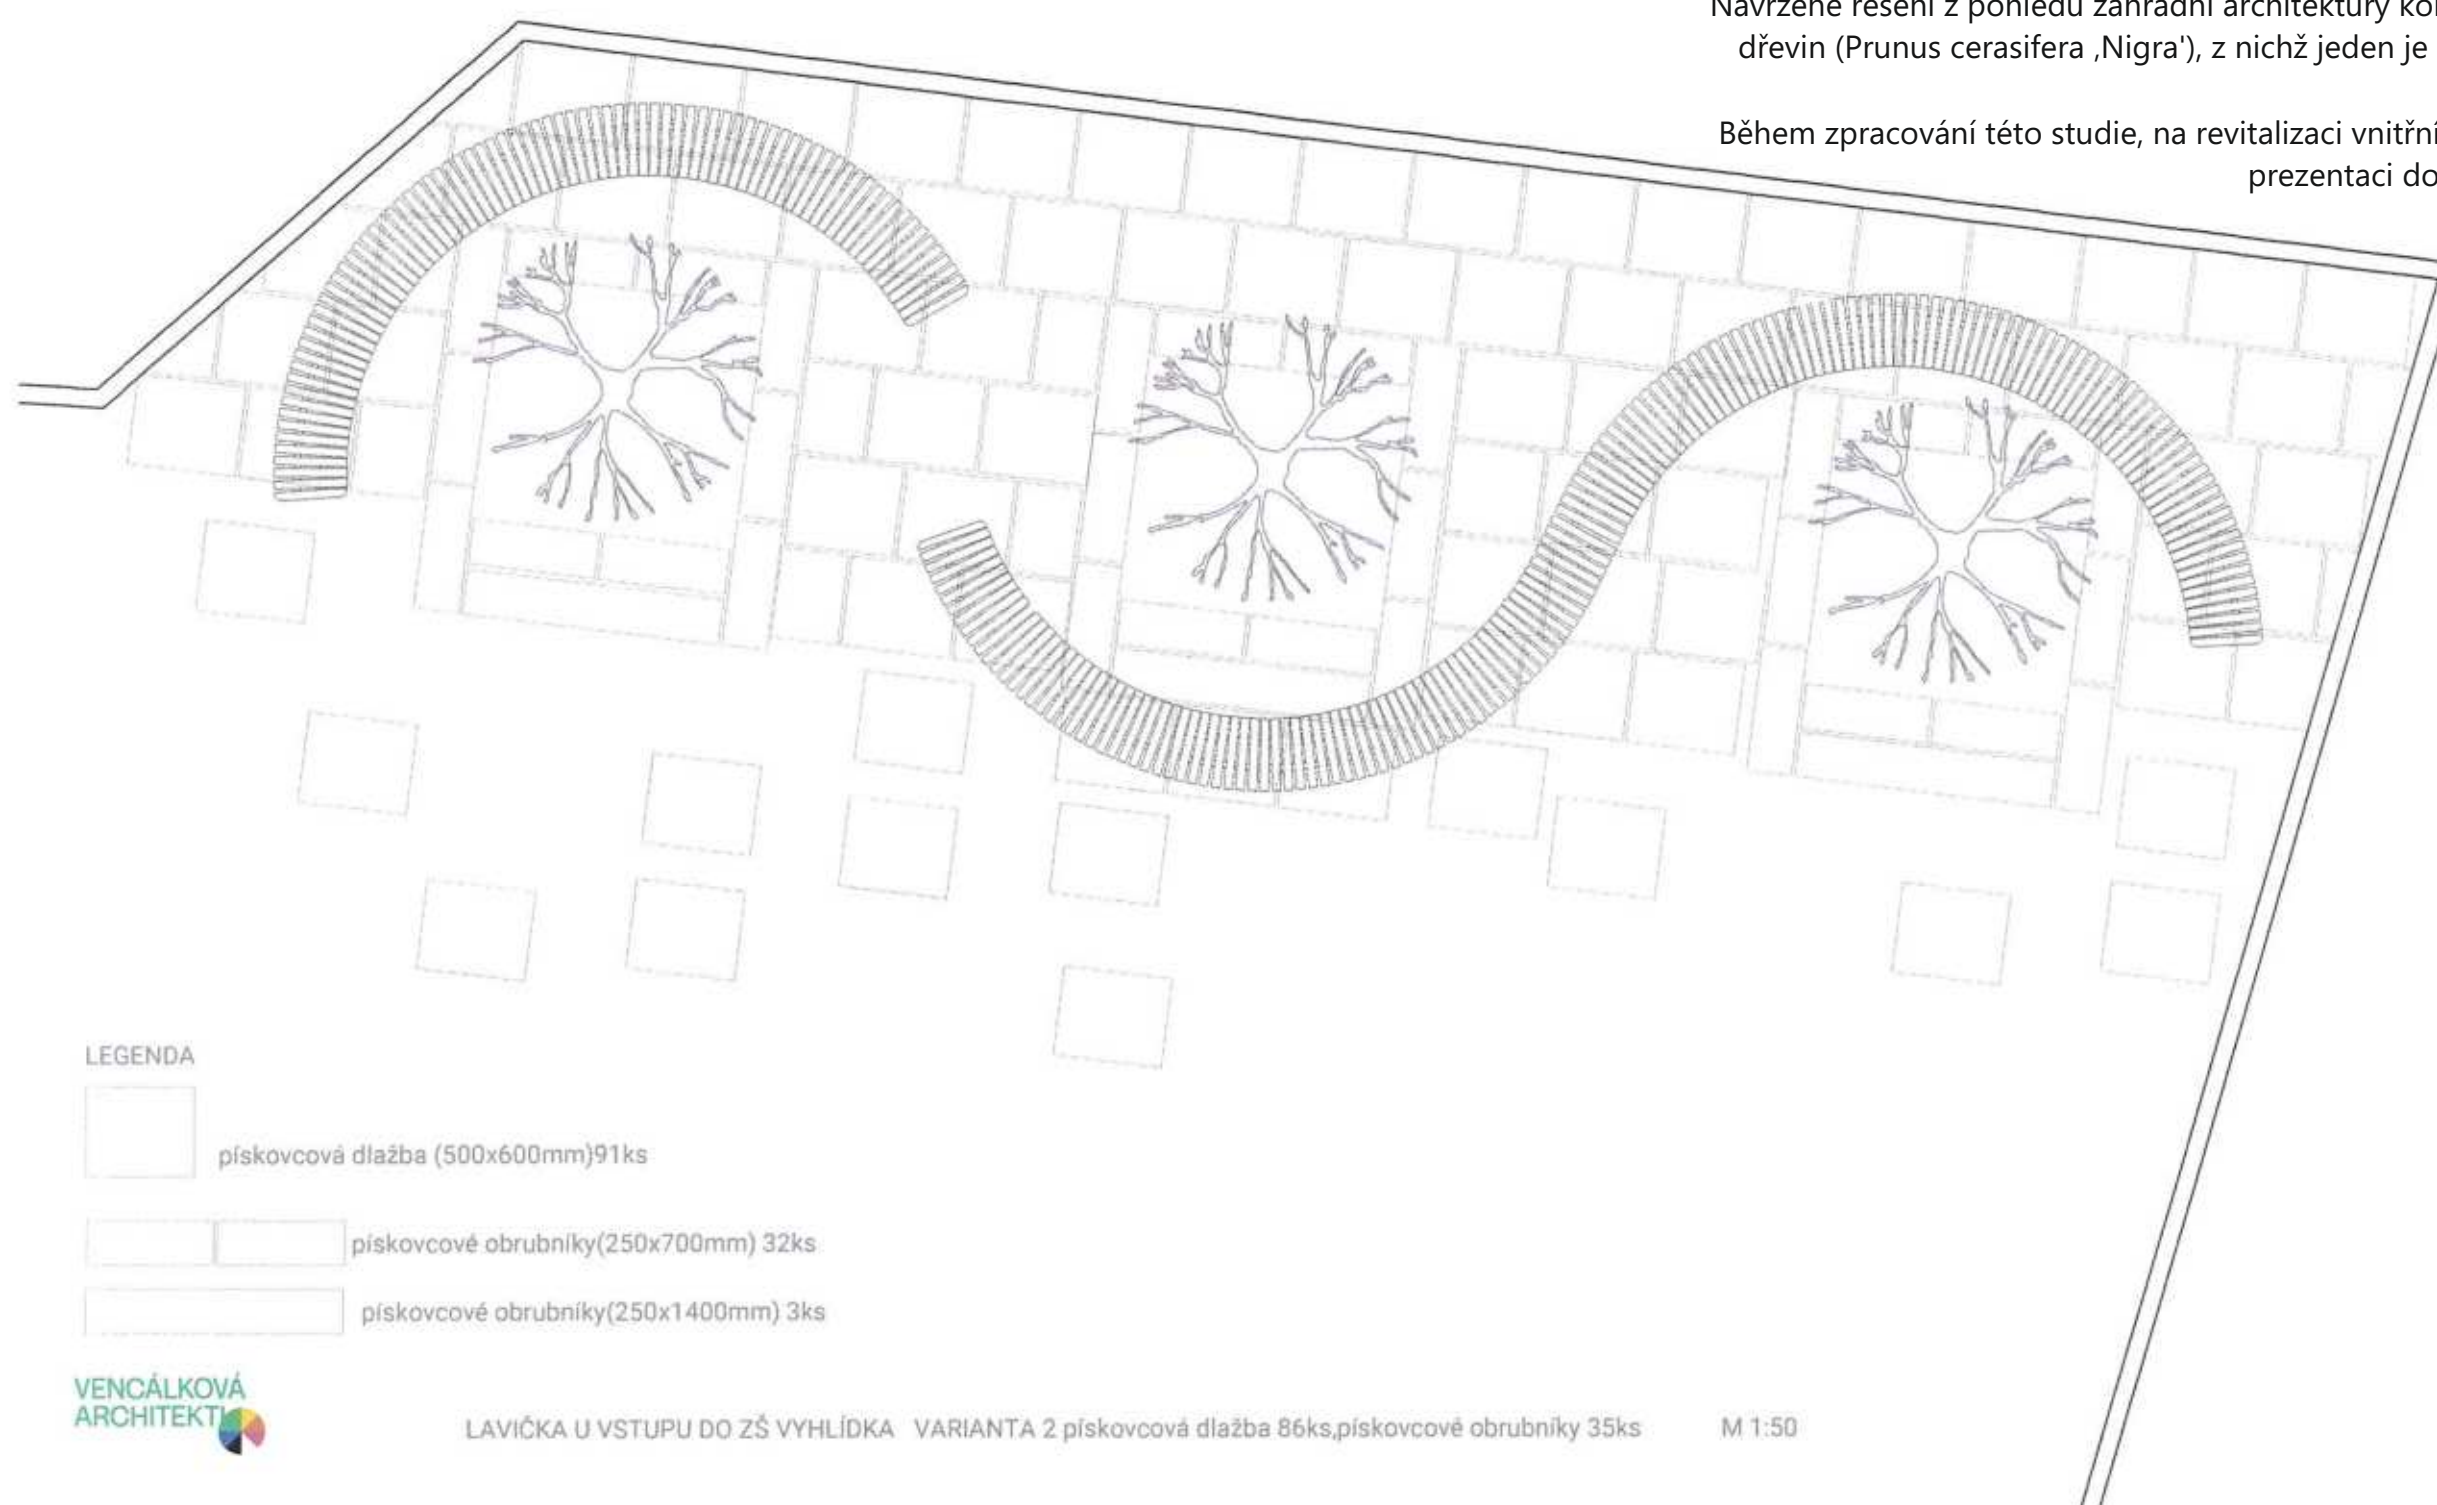 Navržené řešení z pohledu zahradní architektury
dřevin (Prunus cerasifera ‚Nigra'), z nichž jeden je
Během zpracování této studie, na revitalizaci vnitřní
prezentaci do
LEGENDA
pískovcová dlažba (500x600mm)91ks
pískovcové obrubníky(250x700mm) 32ks
pískovcové obrubníky(250x1400mm) 3ks
VENCÁLKOVÁ
ARCHITEKTI
LAVIČKA U VSTUPU DO ZŠ VYHLÍDKA VARIANTA 2 pískovcová dlažba 86ks,pískovcové obrubníky 35ks M 1:50